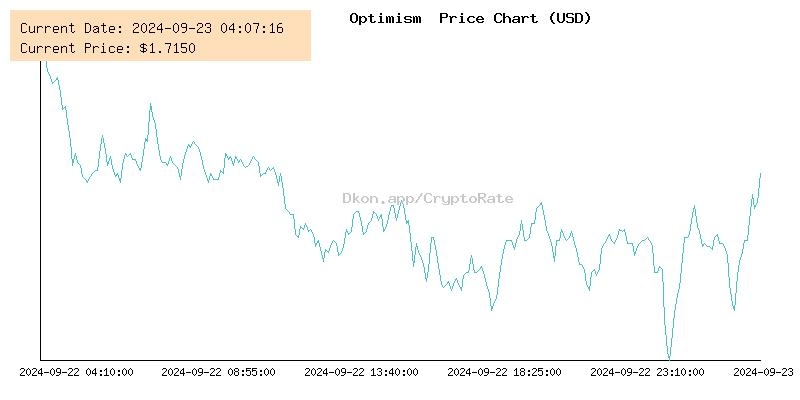 Optimism  Price Chart (USD)
Current Date: 2024-09-23 04:07:16
Current Price: $1.7150
Dkon.app/CryptoRate
2024-09-22 04:10:00 2024-09-22 08:55:00 2024-09-22 13:40:00 2024-09-22 18:25:00 2024-09-22 23:10:00 2024-09-23